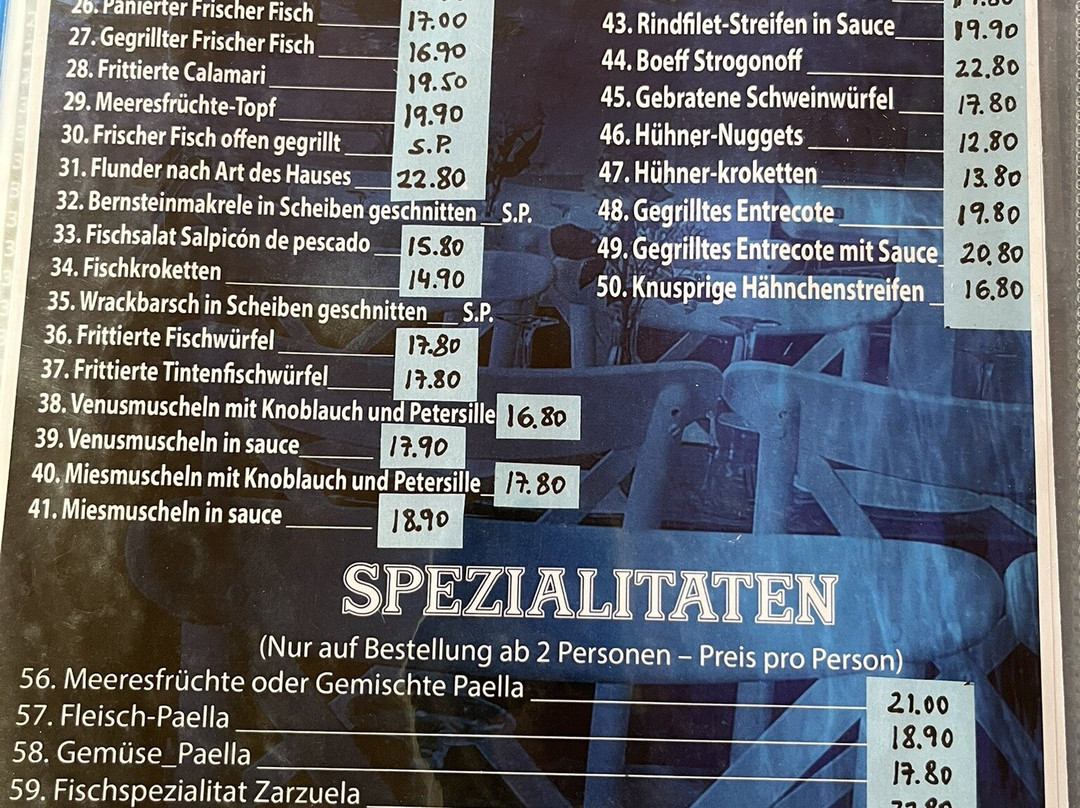 26. Panierter Frischer Fisch 17.00
27. Gegrillter Frischer Fisch 16.90
28. Frittierte Calamari 19.50
29. Meeresfrüchte-Topf 19.90
30. Frischer Fisch offen gegrillt S.P.
31. Flunder nach Art des Hauses 22.80
32. Bernsteinmakrele in Scheiben geschnitten S.P.
33. Fischsalat Salpicón de pescado 15.80
34. Fischkroketten 14.90
35. Wrackbarsch in Scheiben geschnitten S.P.
36. Frittierte Fischwürfel 17.80
37. Frittierte Tintenfischwürfel 17.80
38. Venusmuscheln mit Knoblauch und Petersille 16.80
39. Venusmuscheln in sauce 17.90
40. Miesmuscheln mit Knoblauch und Petersille 17.80
41. Miesmuscheln in sauce 18.90
43. Rindfilet-Streifen in Sauce 19.90
44. Boeff Strogonoff 22.80
45. Gebratene Schweinwürfel 17.80
46. Hühner-Nuggets 12.80
47. Hühner-kroketten 13.80
48. Gegrilltes Entrecote 19.80
49. Gegrilltes Entrecote mit Sauce 20.80
50. Knusprige Hähnchenstreifen 16.80
SPEZIALITATEN
(Nur auf Bestellung ab 2 Personen – Preis pro Person)
56. Meeresfrüchte oder Gemischte Paella 21.00
57. Fleisch-Paella 18.90
58. Gemüse_Paella 17.80
59. Fischspezialitat Zarzuela